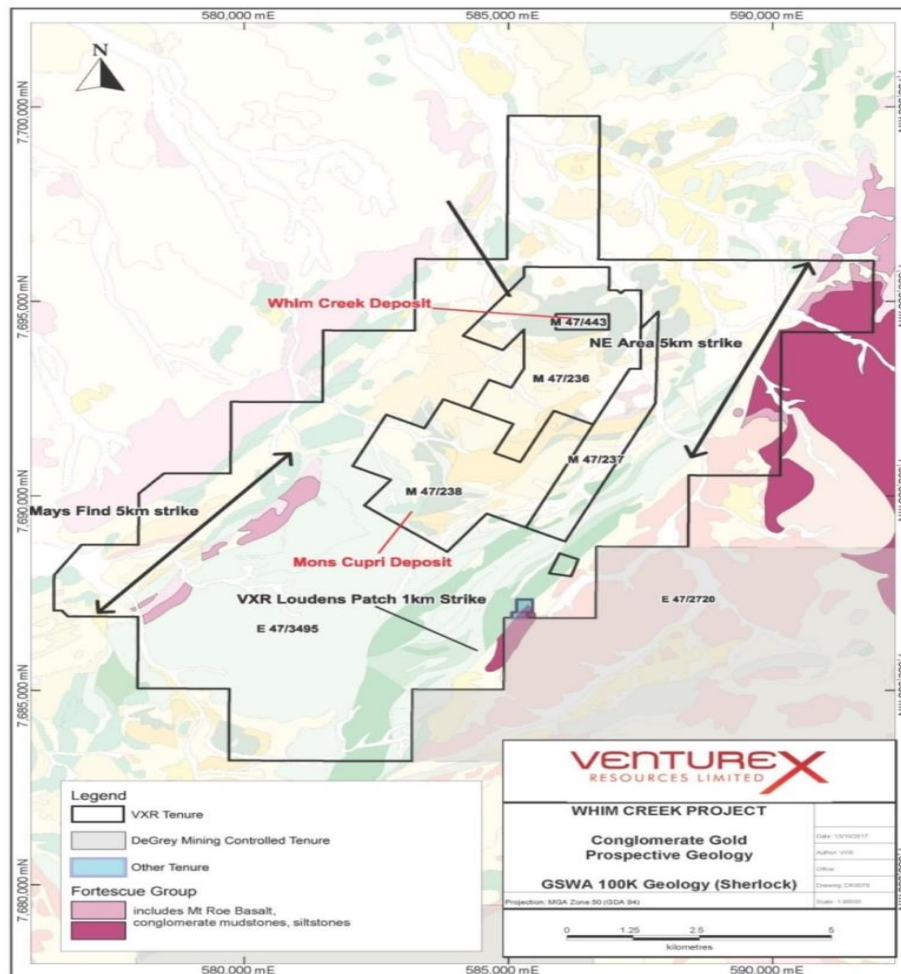 580,000 mE
585,000 mE
590,000 mE
N
7,700,000 mN
Whim Creek Deposit
M 47/443
7,695,000 mN
NE Area 5km strike
M 47/236
M 47/237
7,690,000 mN
M 47/238
Mays Find 5km strike
Mons Cupri Deposit
VXR Loudens Patch 1km Strike
E 47/2720
E 47/3495
7,685,000 mN
VENTUREX
RESOURCES LIMITED
Legend
VXR Tenure
DeGrey Mining Controlled Tenure
Other Tenure
Fortescue Group
includes Mt Roe Basalt,
conglomerate mudstones, siltstones
7,680,000 mN
WHIM CREEK PROJECT
Conglomerate Gold
Prospective Geology
GSWA 100K Geology (Sherlock)
Projection: MGA Zone 50 (GDA 94)
Author: VXR
Office:
0 1.25 2.5 5
kilometres
580,000 mE
585,000 mE
590,000 mE